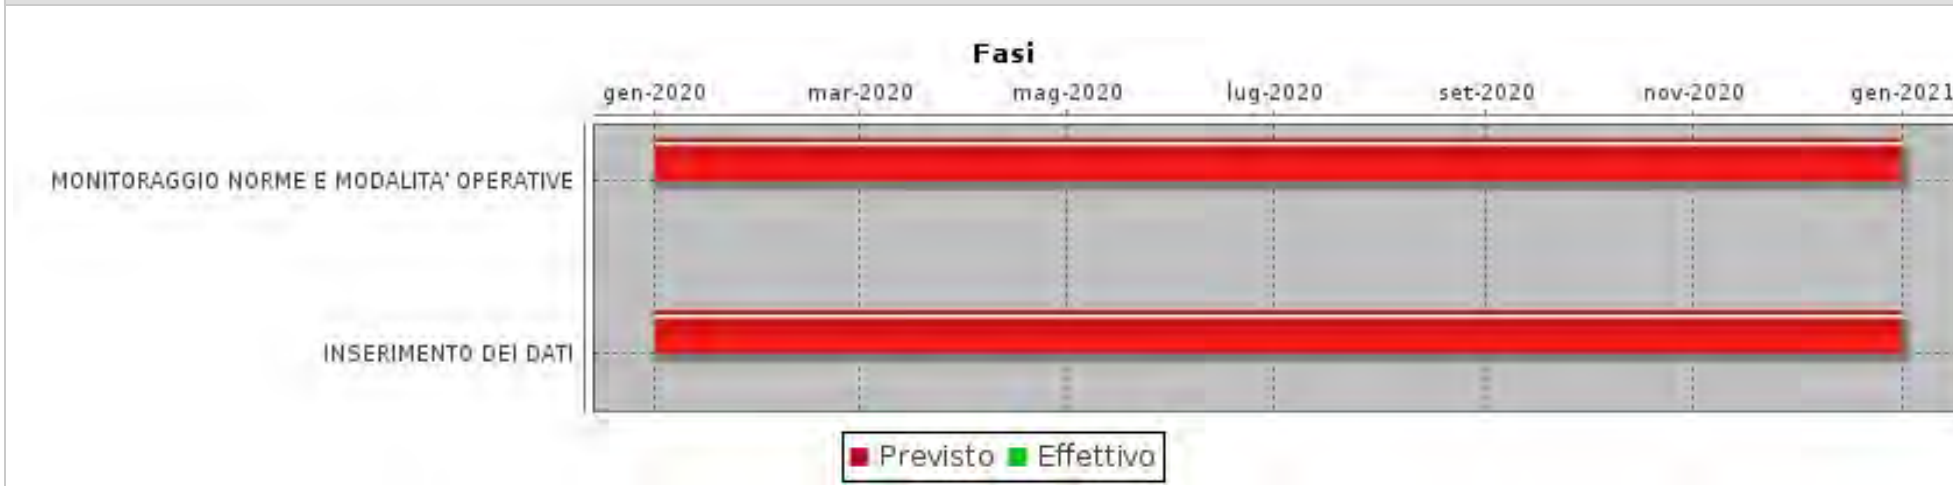 Fasi
gen-2020 mar-2020 mag-2020 lug-2020 set-2020 nov-2020 gen-2021
MONITORAGGIO NORME E MODALITA' OPERATIVE
INSERIMENTO DEI DATI
Previsto Effettivo